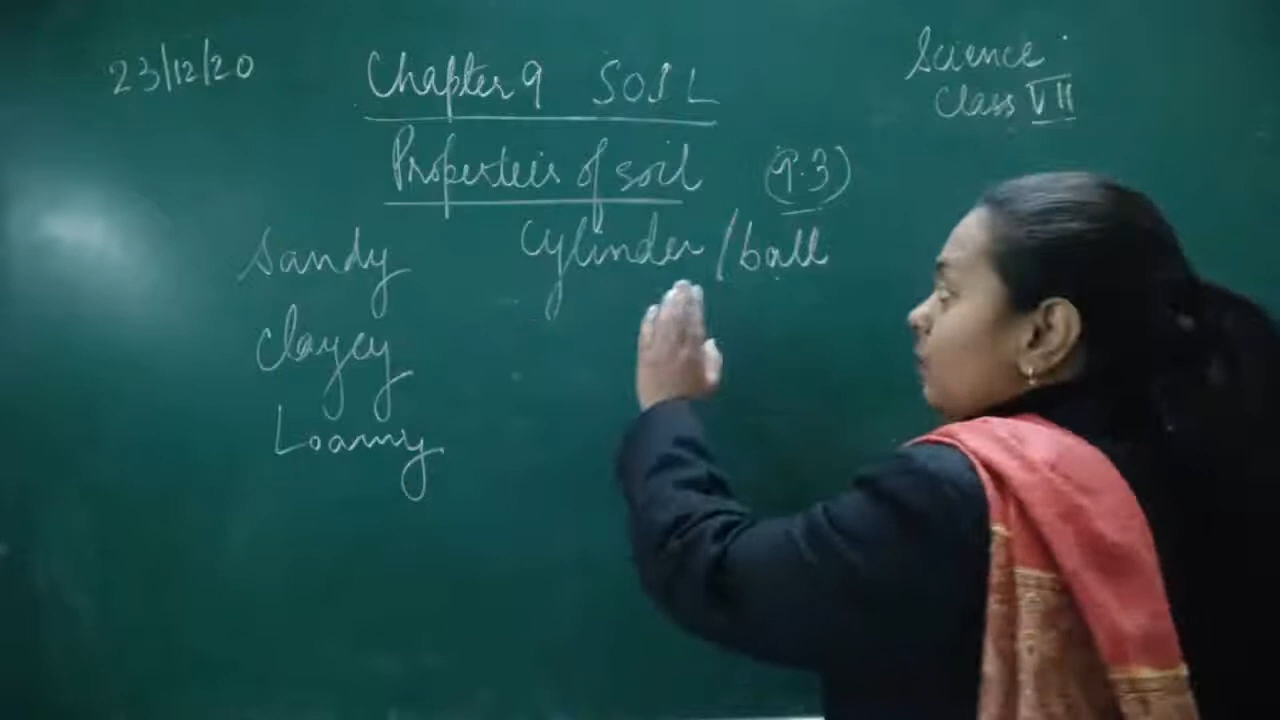 23/12/20
Chapter 9 SOIL
Science
Class VII
Properties of soil (9.3)
Sandy
Cylinder/ball
Clayey
Loamy